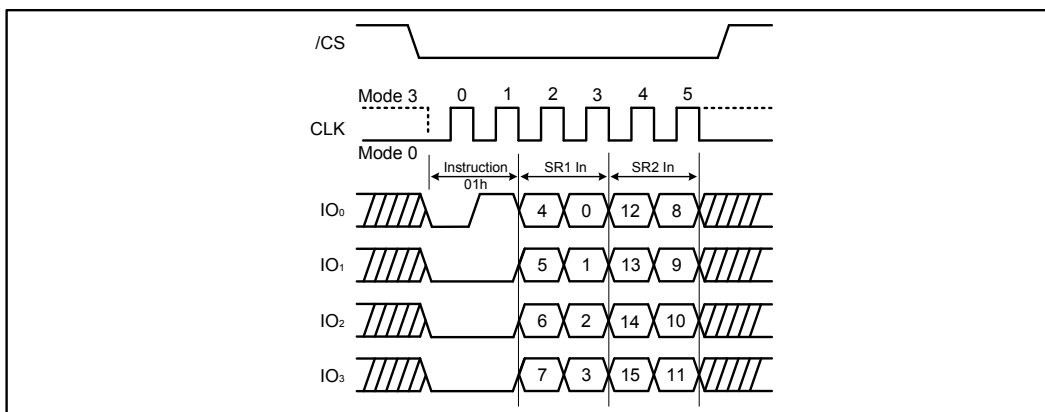 /CS
Mode 3 0 1 2 3 4 5
CLK
Mode 0
Instruction SR1 In SR2 In
01h
IO₀ 4 0 12 8
IO₁ 5 1 13 9
IO₂ 6 2 14 10
IO₃ 7 3 15 11